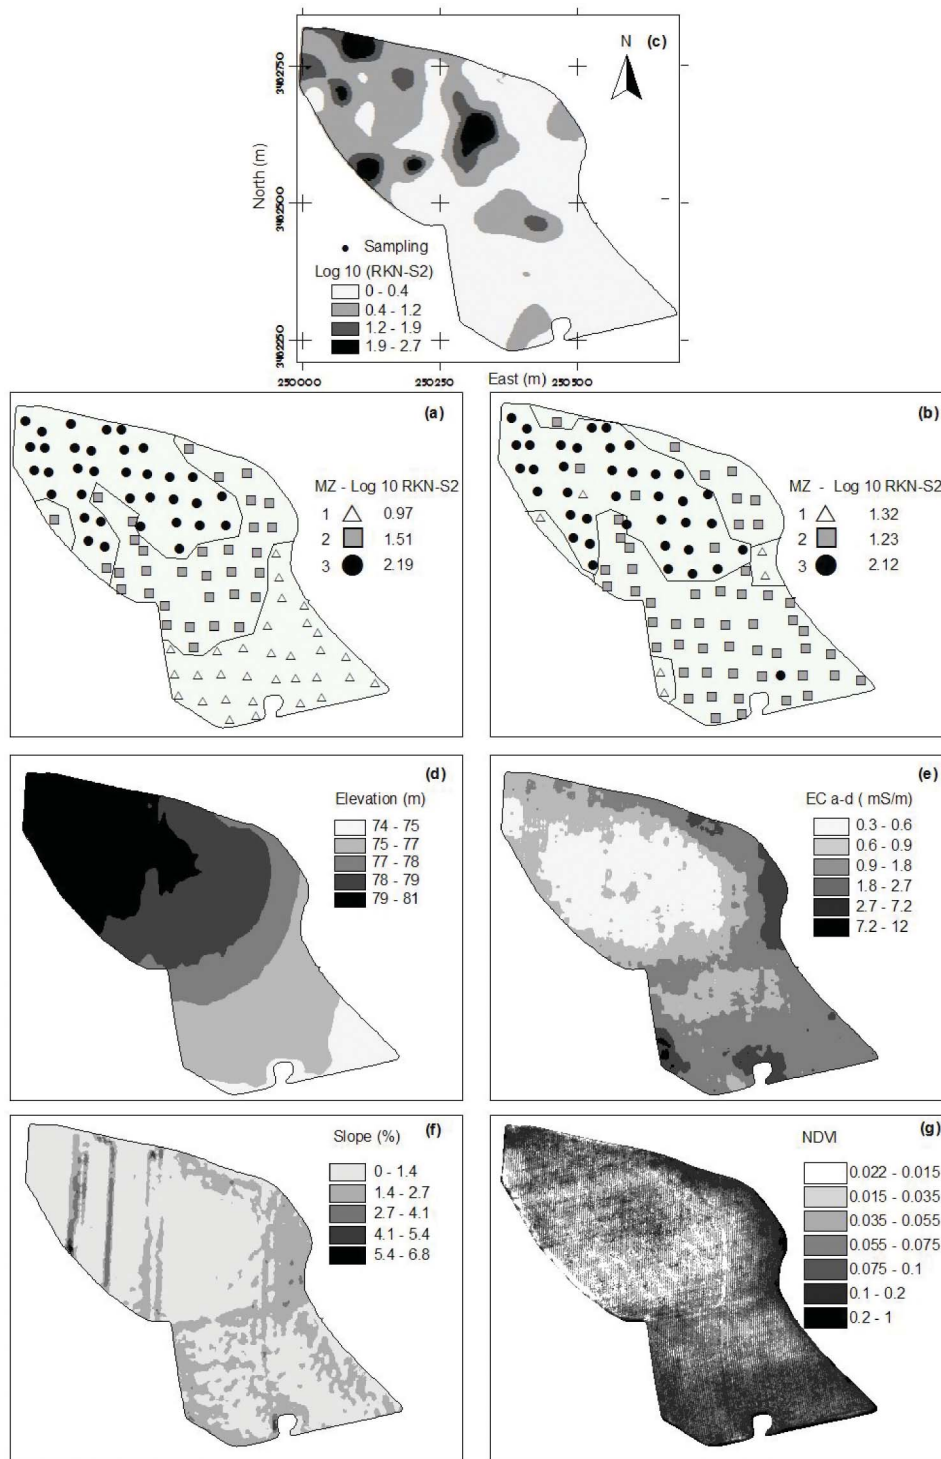 (c)
N
North (m)
3462750
3462500
3462250
Sampling
Log 10 (RKN-S2)
0 - 0.4
0.4 - 1.2
1.2 - 1.9
1.9 - 2.7
250000
250250
250500
East (m)
(a)
MZ - Log 10 RKN-S2
1 0.97
2 1.51
3 2.19
(b)
MZ - Log 10 RKN-S2
1 1.32
2 1.23
3 2.12
(d)
Elevation (m)
74 - 75
75 - 77
77 - 78
78 - 79
79 - 81
(e)
EC a-d ( mS/m)
0.3 - 0.6
0.6 - 0.9
0.9 - 1.8
1.8 - 2.7
2.7 - 7.2
7.2 - 12
(f)
Slope (%)
0 - 1.4
1.4 - 2.7
2.7 - 4.1
4.1 - 5.4
5.4 - 6.8
(g)
NDVI
0.022 - 0.015
0.015 - 0.035
0.035 - 0.055
0.055 - 0.075
0.075 - 0.1
0.1 - 0.2
0.2 - 1